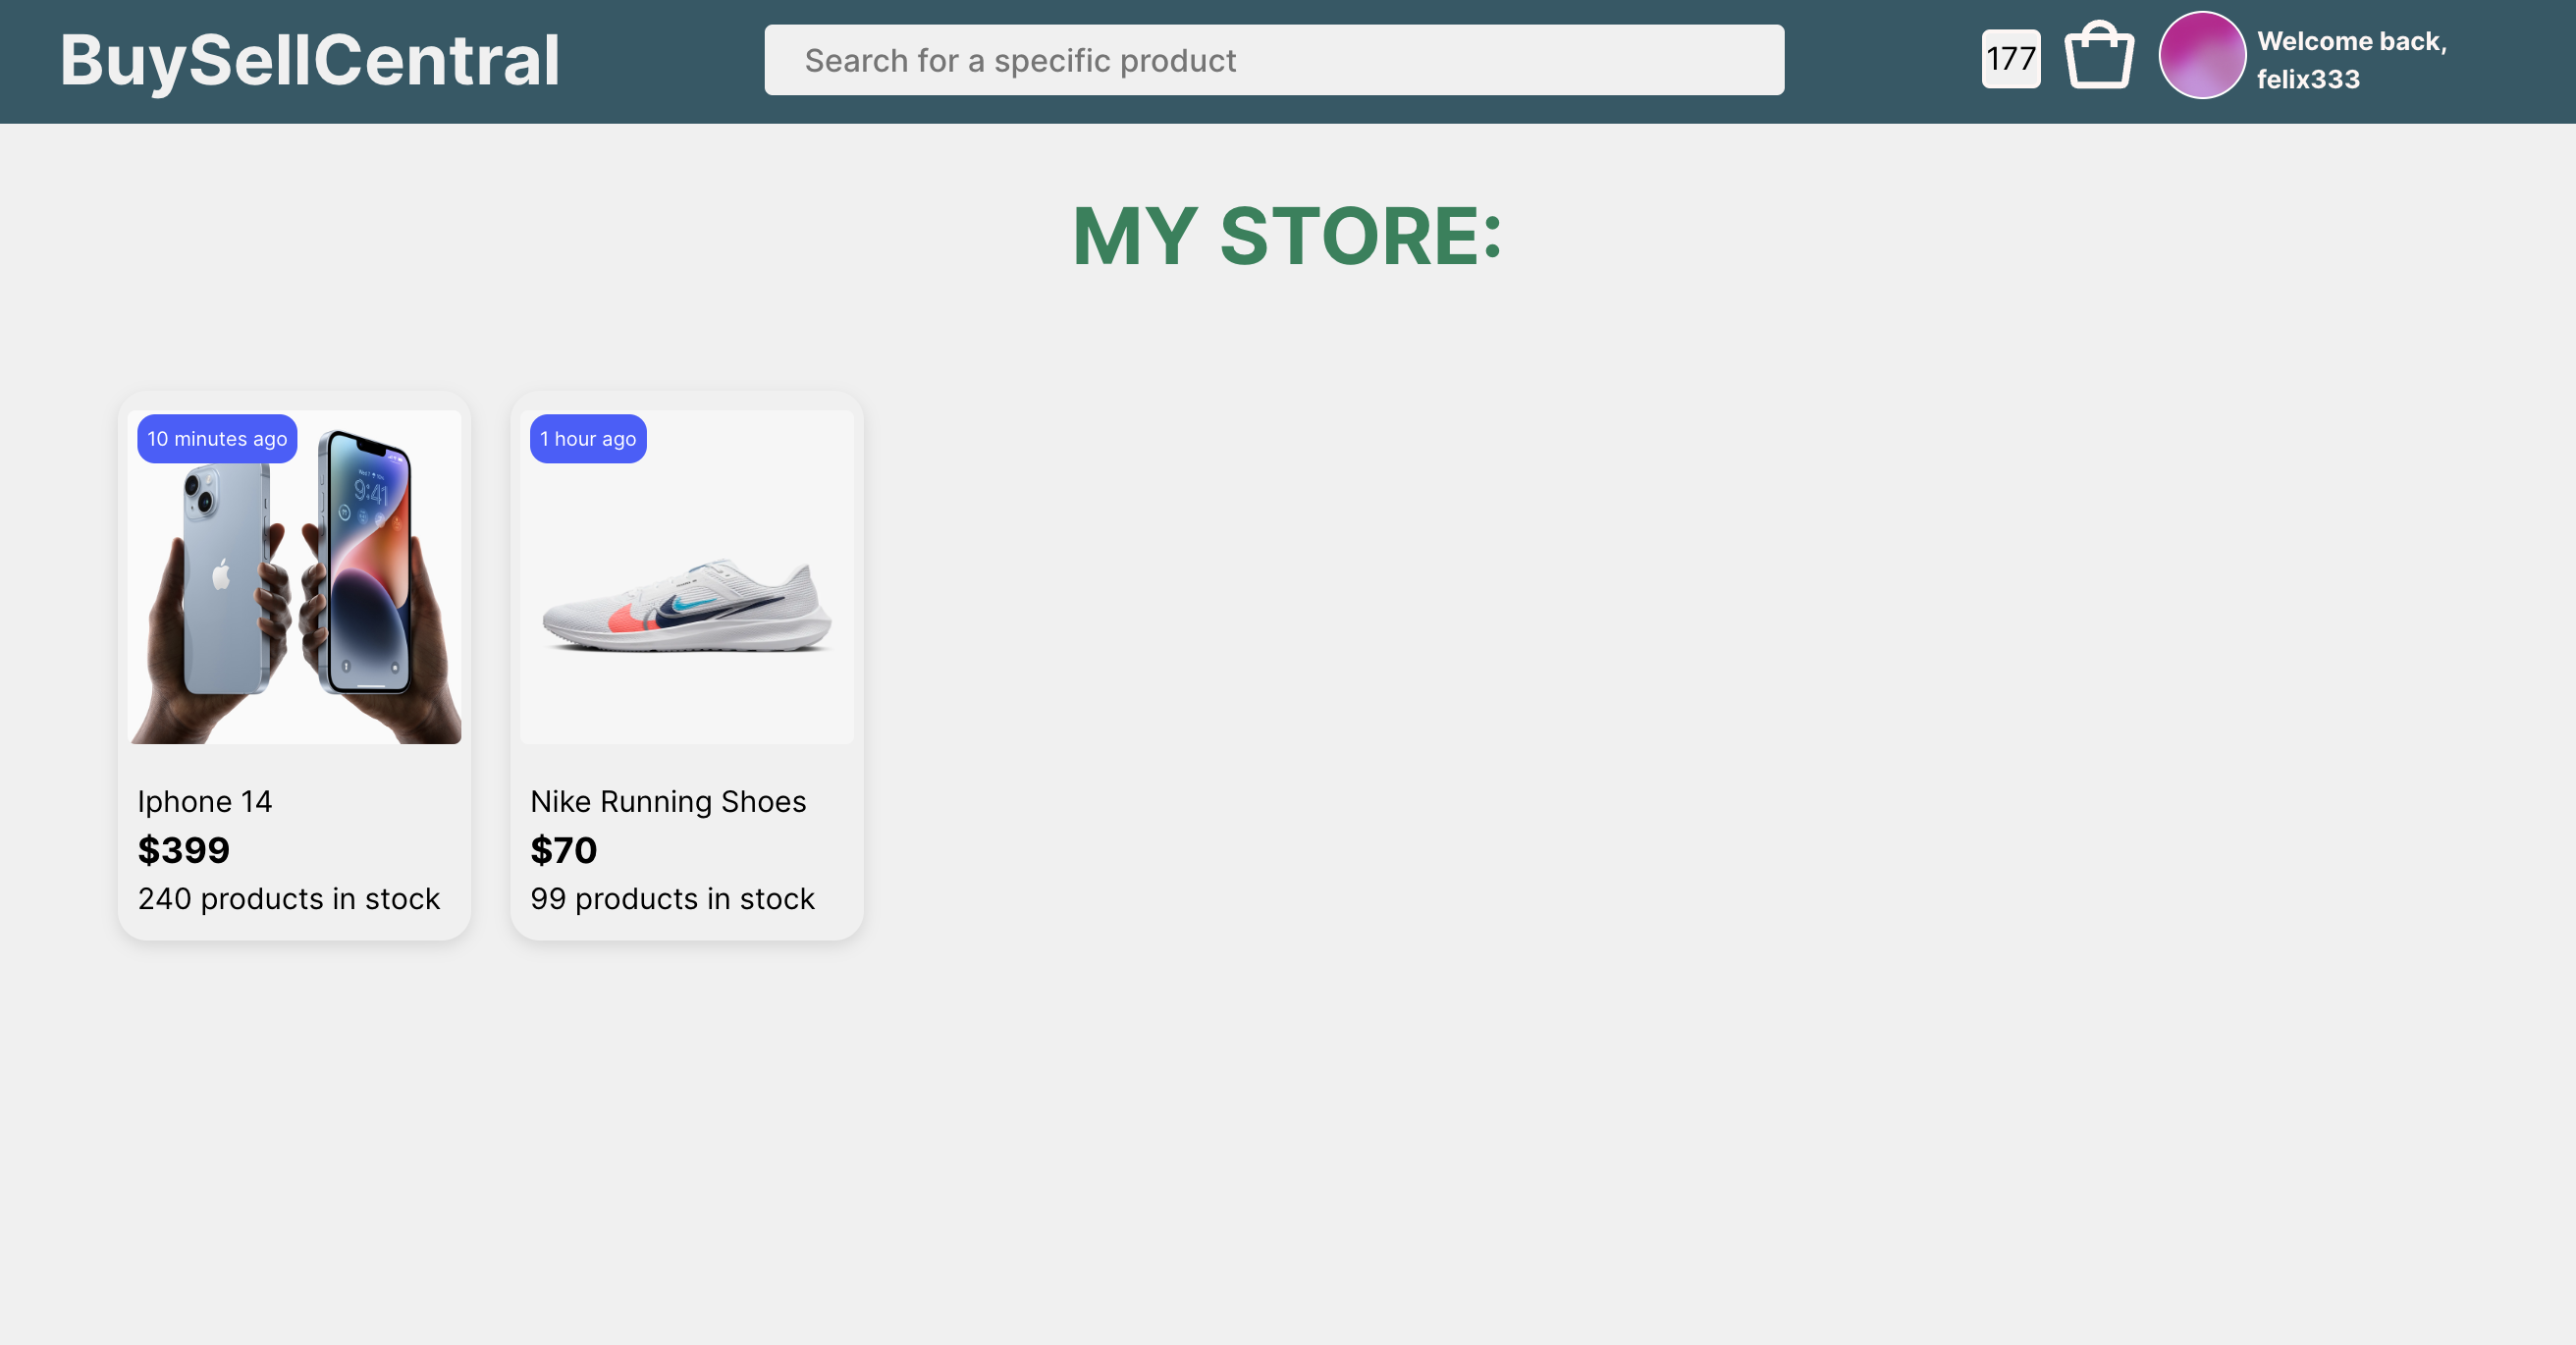 BuySellCentral
Search for a specific product
177
Welcome back,
felix333
MY STORE:
10 minutes ago
9:41
1 hour ago
Iphone 14
$399
240 products in stock
Nike Running Shoes
$70
99 products in stock